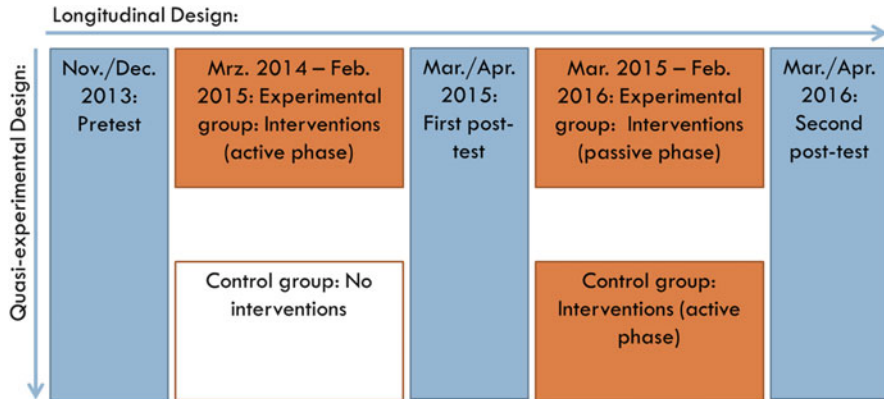 Longitudinal Design:
Quasi-experimental Design:
Nov./Dec.
2013:
Pretest
Mrz. 2014 – Feb.
2015: Experimental
group: Interventions
(active phase)
Control group: No
interventions
Mar./Apr.
2015:
First post-
test
Mar. 2015 – Feb.
2016: Experimental
group: Interventions
(passive phase)
Control group:
Interventions (active
phase)
Mar./Apr.
2016:
Second
post-test